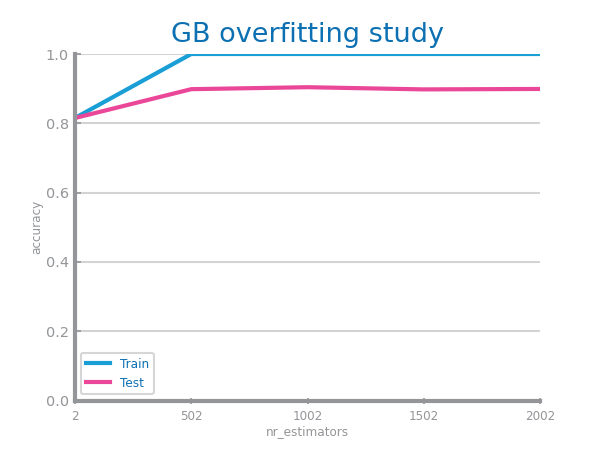 GB overfitting study
accuracy
1.0
0.8
0.6
0.4
0.2
0.0
Train
Test
2 502 1002 1502 2002
nr_estimators